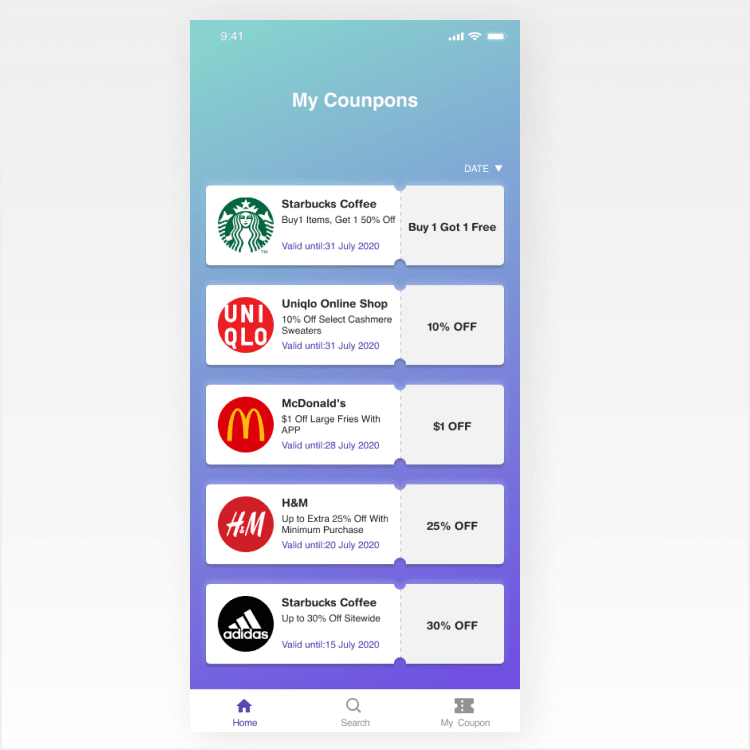 9:41
My Counpons
DATE ▼
Starbucks Coffee
Buy1 Items, Get 1 50% Off
Valid until:31 July 2020
Buy 1 Got 1 Free
TM
UNI
QLO
Uniqlo Online Shop
10% Off Select Cashmere
Sweaters
Valid until:31 July 2020
10% OFF
McDonald's
$1 Off Large Fries With
APP
Valid until:28 July 2020
$1 OFF
H&M
H&M
Up to Extra 25% Off With
Minimum Purchase
Valid until:20 July 2020
25% OFF
adidas
Starbucks Coffee
Up to 30% Off Sitewide
Valid until:15 July 2020
30% OFF
Home
Search
My Coupon